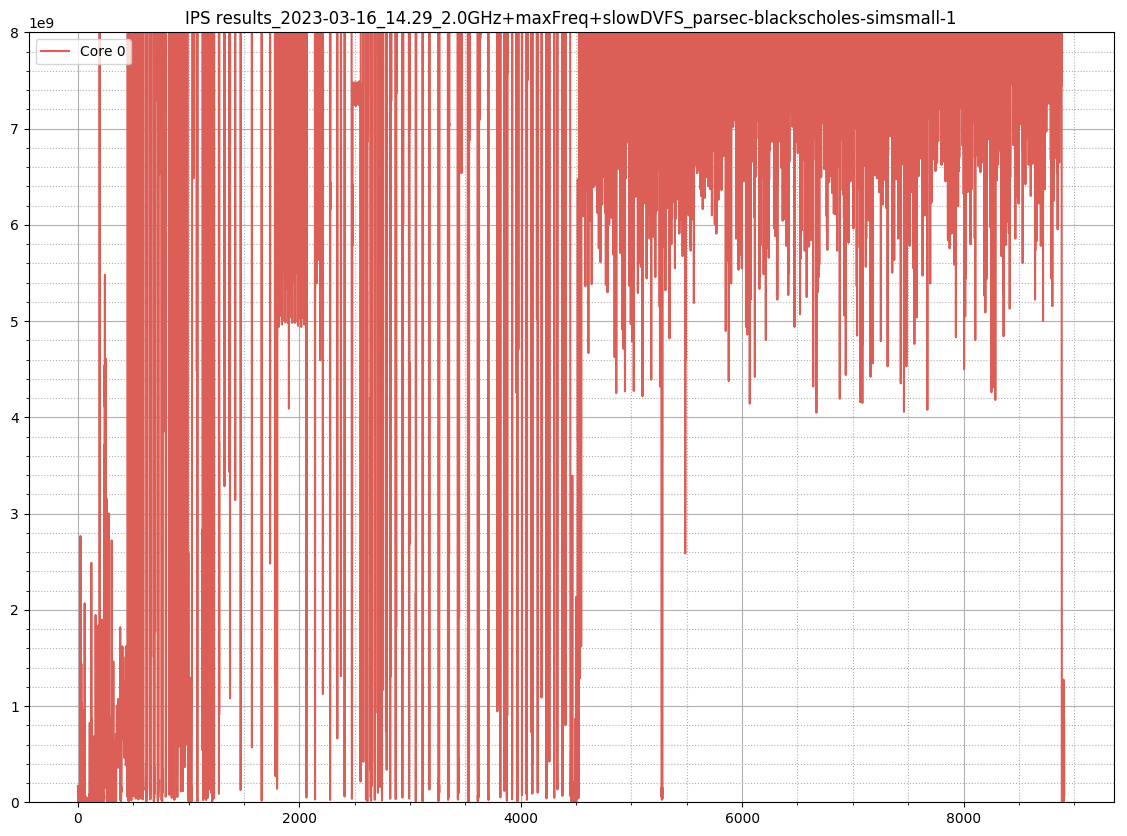 IPS results_2023-03-16_14.29_2.0GHz+maxFreq+slowDVFS_parsec-blackscholes-simsmall-1
1e9
Core 0
8
7
6
5
4
3
2
1
0
0 2000 4000 6000 8000